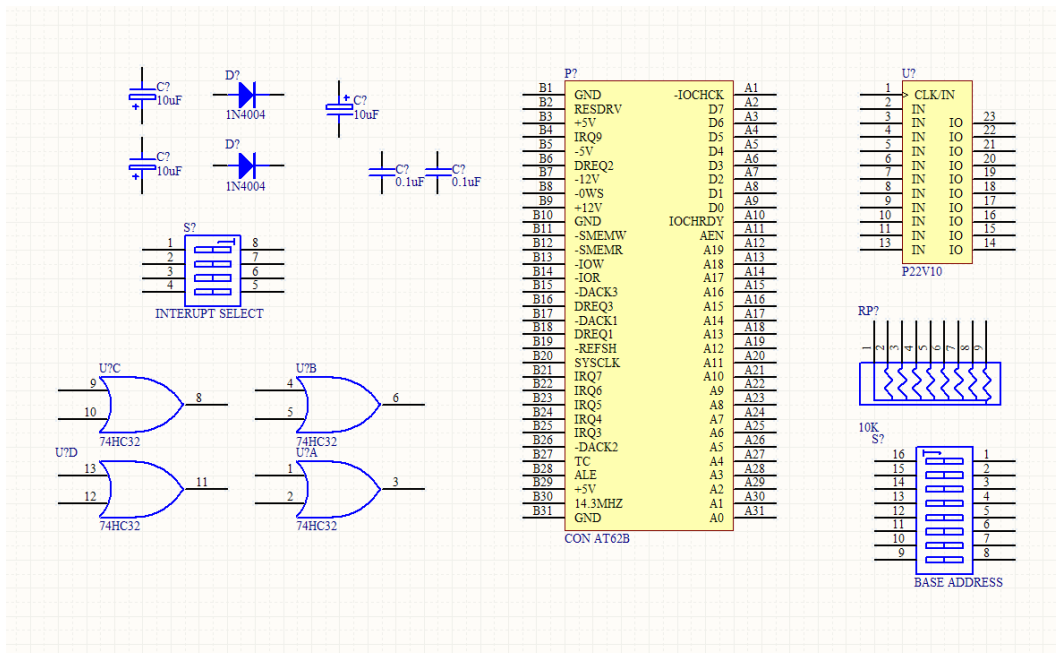 C?
10uF
D?
1N4004
C?
10uF
C?
10uF
D?
1N4004
C?
0.1uF
C?
0.1uF
S?
1 8
2 7
3 6
4 5
INTERUPT SELECT
U?C
9
10
8
74HC32
U?B
4
5
6
74HC32
U?D
13
12
11
74HC32
U?A
1
2
3
74HC32
P?
B1 GND -IOCHCK A1
B2 RESDRV D7 A2
B3 +5V D6 A3
B4 IRQ9 D5 A4
B5 -5V D4 A5
B6 DREQ2 D3 A6
B7 -12V D2 A7
B8 -0WS D1 A8
B9 +12V D0 A9
B10 GND IOCHRDY A10
B11 -SMEMW AEN A11
B12 -SMEMR A19 A12
B13 -IOW A18 A13
B14 -IOR A17 A14
B15 -DACK3 A16 A15
B16 DREQ3 A15 A16
B17 -DACK1 A14 A17
B18 DREQ1 A13 A18
B19 -REFSH A12 A19
B20 SYSCLK A11 A20
B21 IRQ7 A10 A21
B22 IRQ6 A9 A22
B23 IRQ5 A8 A23
B24 IRQ4 A7 A24
B25 IRQ3 A6 A25
B26 -DACK2 A5 A26
B27 TC A4 A27
B28 ALE A3 A28
B29 +5V A2 A29
B30 14.3MHZ A1 A30
B31 GND A0 A31
CON AT62B
U?
1 CLK/IN
2 IN
3 IN IO 23
4 IN IO 22
5 IN IO 21
6 IN IO 20
7 IN IO 19
8 IN IO 18
9 IN IO 17
10 IN IO 16
11 IN IO 15
13 IN IO 14
P22V10
RP?
1 2 3 4 5 6 7 8 9
10K
S?
16 1
15 2
14 3
13 4
12 5
11 6
10 7
9 8
BASE ADDRESS